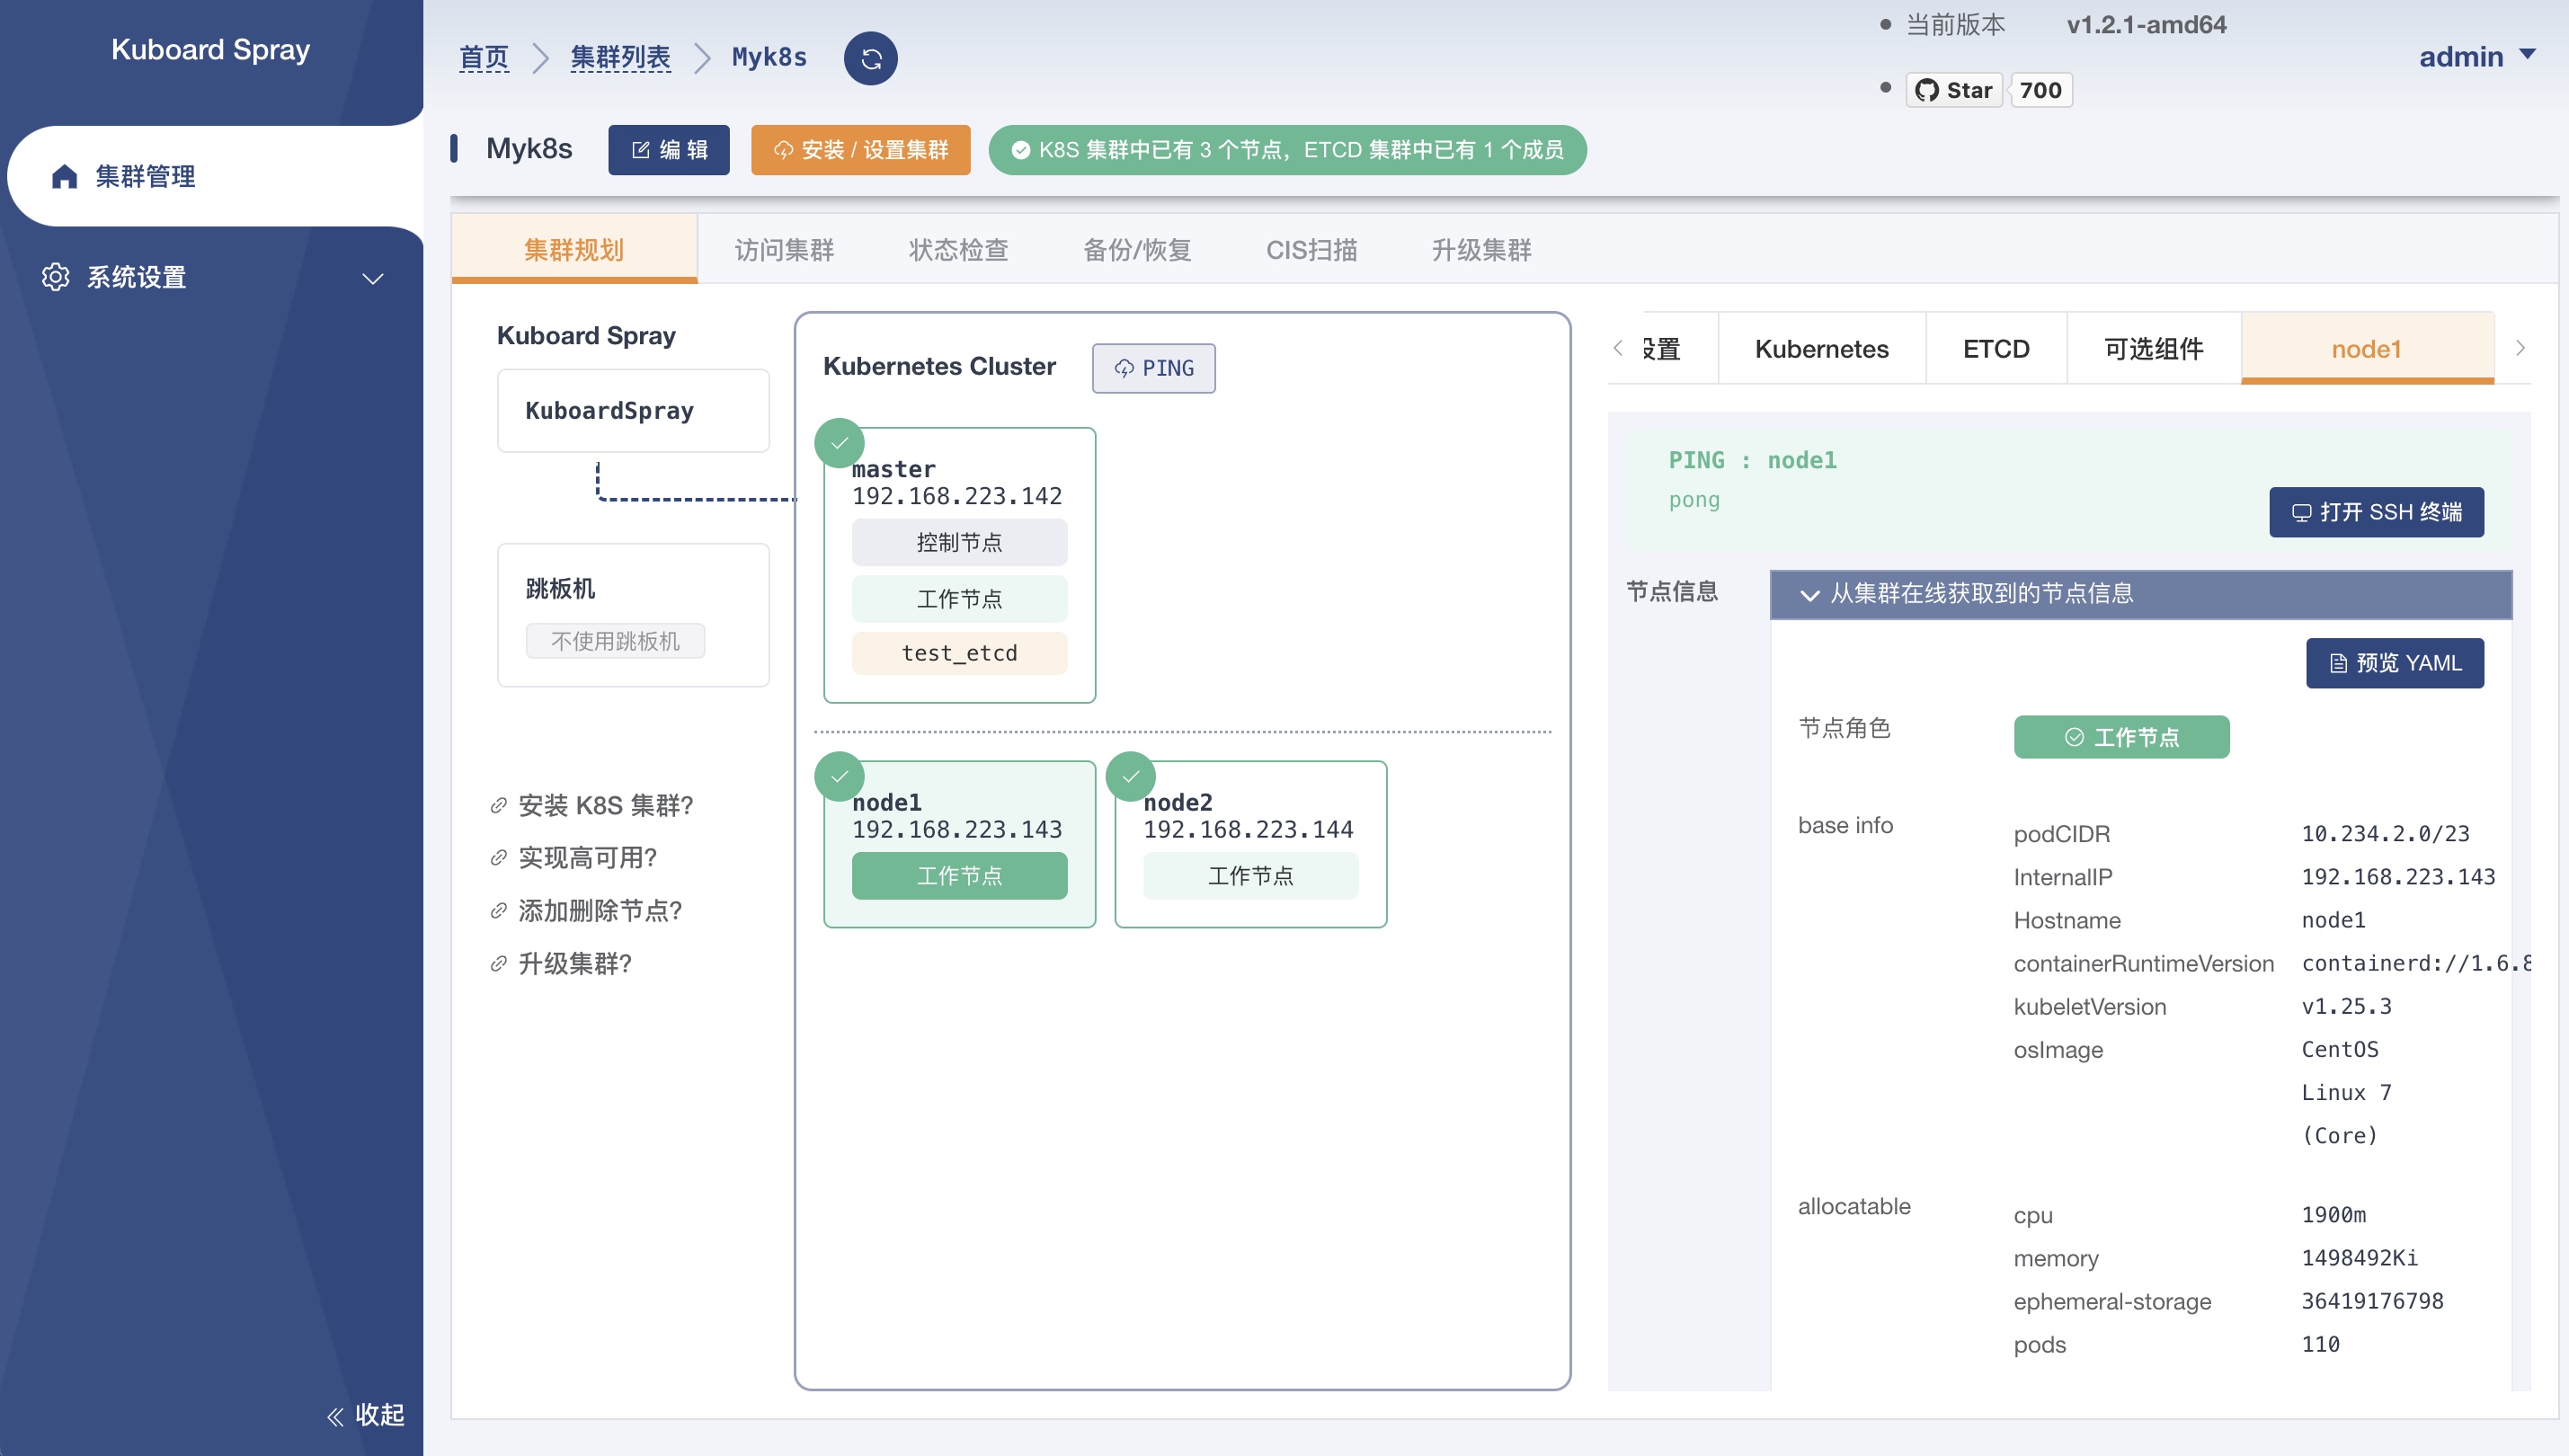 Kuboard Spray
集群管理
系统设置
收起
首页
集群列表
Myk8s
当前版本 v1.2.1-amd64
Star 700
admin
Myk8s
编 辑
安装 / 设置集群
K8S 集群中已有 3 个节点，ETCD 集群中已有 1 个成员
集群规划
访问集群
状态检查
备份/恢复
CIS扫描
升级集群
Kuboard Spray
KuboardSpray
跳板机
不使用跳板机
安装 K8S 集群?
实现高可用?
添加删除节点?
升级集群?
Kubernetes Cluster
PING
master
192.168.223.142
控制节点
工作节点
test_etcd
node1
192.168.223.143
工作节点
node2
192.168.223.144
工作节点
置
Kubernetes
ETCD
可选组件
node1
PING : node1
pong
打开 SSH 终端
节点信息
从集群在线获取到的节点信息
预览 YAML
节点角色
工作节点
base info
podCIDR 10.234.2.0/23
InternalIP 192.168.223.143
Hostname node1
containerRuntimeVersion containerd://1.6.8
kubeletVersion v1.25.3
osImage CentOS
Linux 7
(Core)
allocatable
cpu 1900m
memory 1498492Ki
ephemeral-storage 36419176798
pods 110